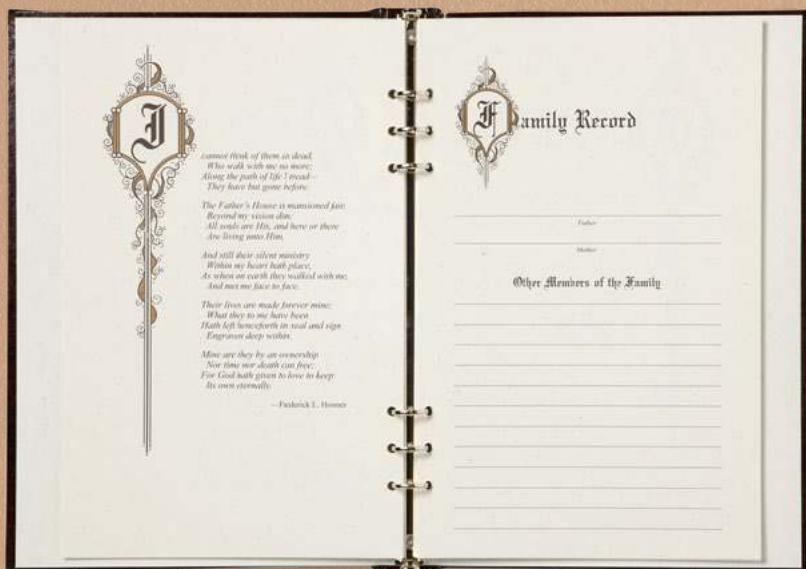 I
cannot think of them as dead,
Who walk with me no more;
Along the path of life I tread—
They have but gone before.
The Father's House is mansioned fair
Beyond my vision dim;
All souls are His, and here or there
Are living unto Him.
And still their silent ministry
Within my heart hath place,
As when on earth they walked with me,
And met me face to face.
Their lives are made forever mine;
What they to me have been
Hath left henceforth its seal and sign
Engraven deep within.
Mine are they by an ownership
Nor time nor death can free;
For God hath given to love to keep
Its own eternally.
—Frederick L. Hosmer
Family Record
Father
Mother
Other Members of the Family